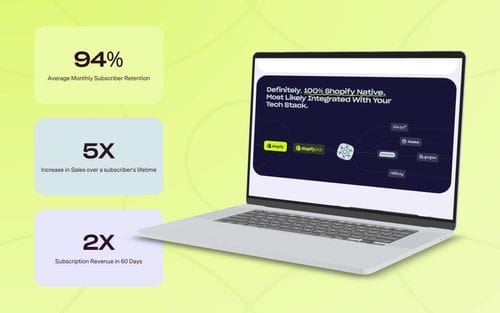 94%
Average Monthly Subscriber Retention
5X
Increase in Sales over a subscriber's lifetime
2X
Subscription Revenue in 60 Days
Definitely, 100% Shopify Native.
Most Likely Integrated With Your
Tech Stack.
shopify
shopify
gorgias